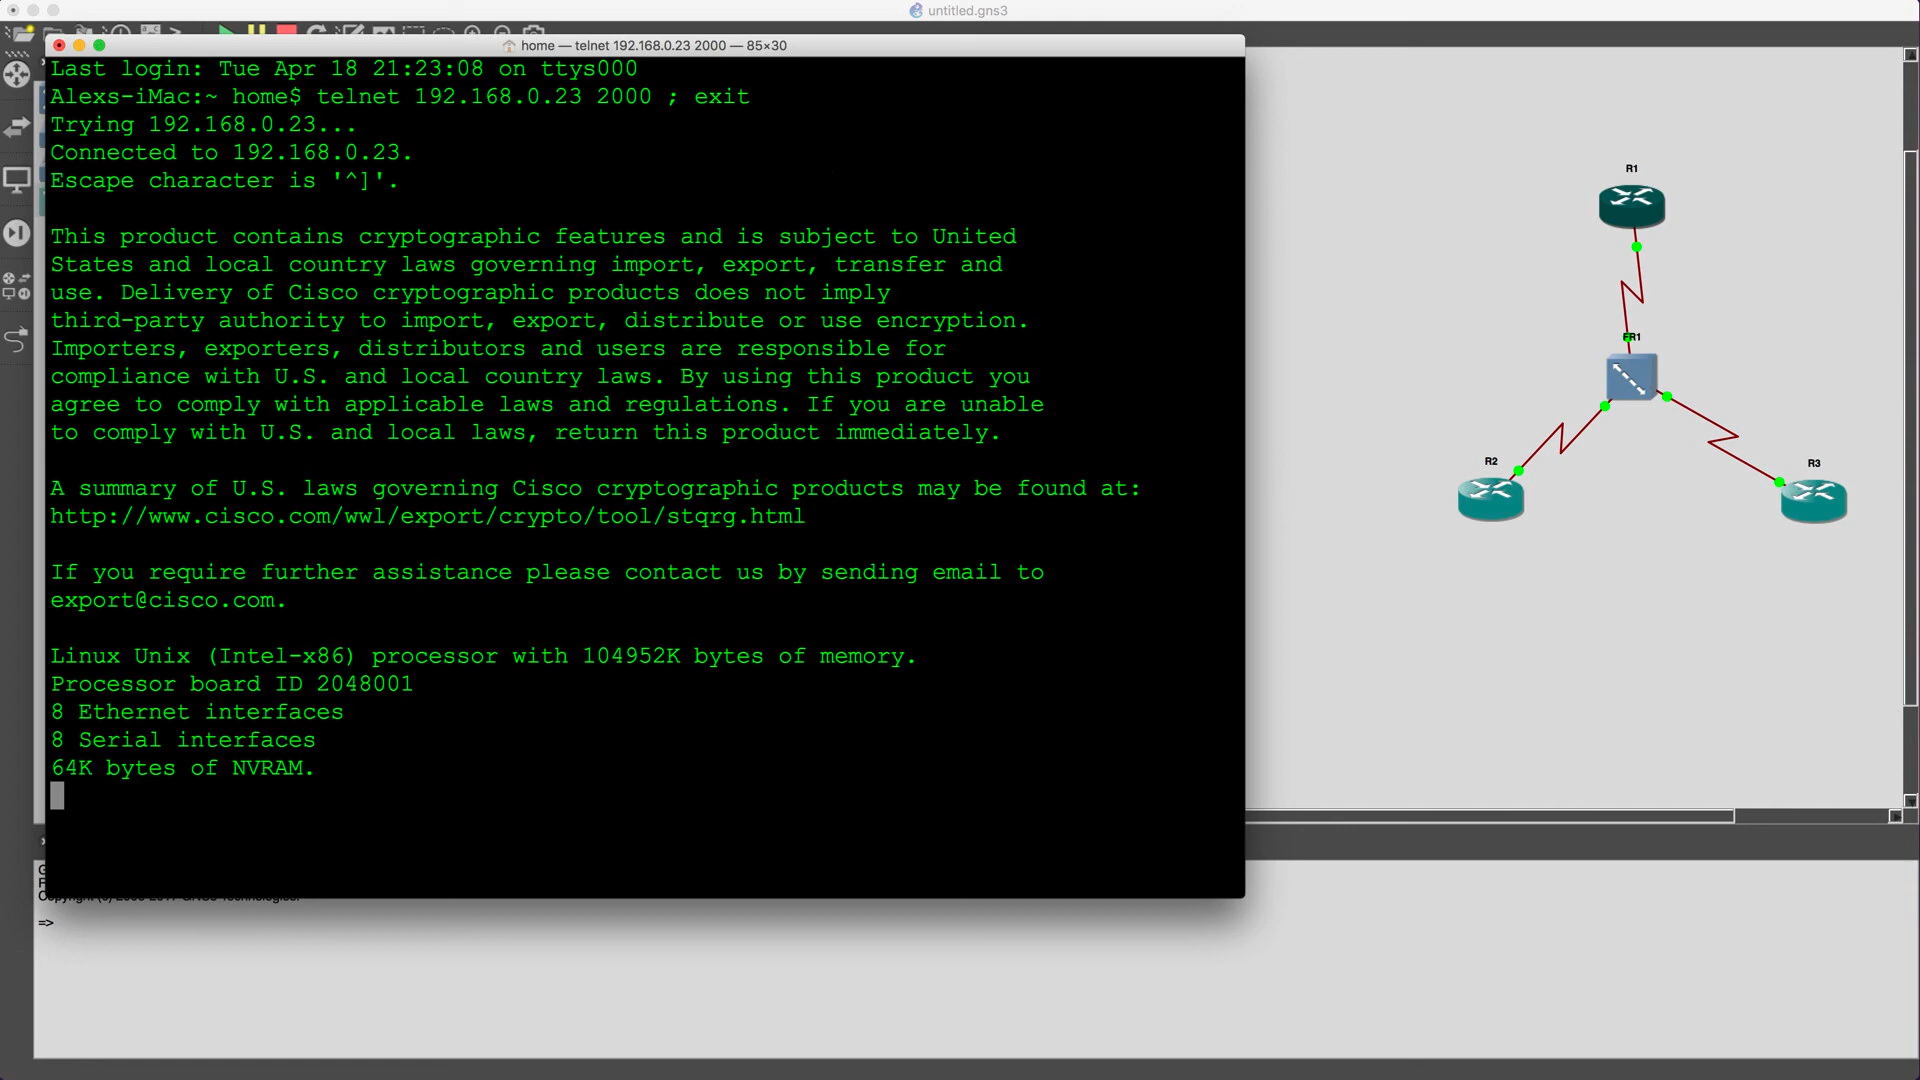 untitled.gns3
home — telnet 192.168.0.23 2000 — 85×30
Last login: Tue Apr 18 21:23:08 on ttys000
Alexs-iMac:~ home$ telnet 192.168.0.23 2000 ; exit
Trying 192.168.0.23...
Connected to 192.168.0.23.
Escape character is '^]'.
This product contains cryptographic features and is subject to United
States and local country laws governing import, export, transfer and
use. Delivery of Cisco cryptographic products does not imply
third-party authority to import, export, distribute or use encryption.
Importers, exporters, distributors and users are responsible for
compliance with U.S. and local country laws. By using this product you
agree to comply with applicable laws and regulations. If you are unable
to comply with U.S. and local laws, return this product immediately.
A summary of U.S. laws governing Cisco cryptographic products may be found at:
http://www.cisco.com/wwl/export/crypto/tool/stqrg.html
If you require further assistance please contact us by sending email to
export@cisco.com.
Linux Unix (Intel-x86) processor with 104952K bytes of memory.
Processor board ID 2048001
8 Ethernet interfaces
8 Serial interfaces
64K bytes of NVRAM.
R1
FR1
R2
R3
=>